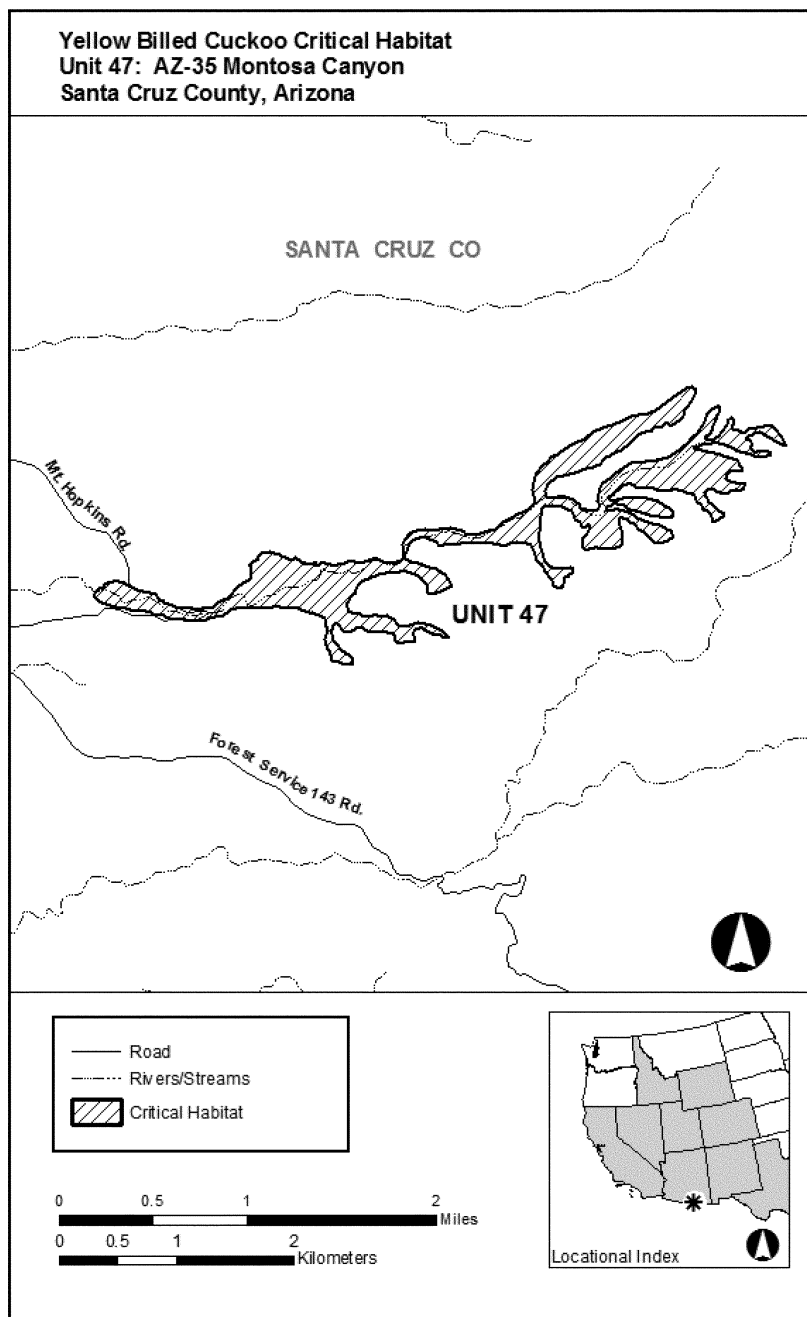 Yellow Billed Cuckoo Critical Habitat
Unit 47: AZ-35 Montosa Canyon
Santa Cruz County, Arizona
SANTA CRUZ CO
Mt. Hopkins Rd.
UNIT 47
Forest Service 143 Rd.
Road
Rivers/Streams
Critical Habitat
0 0.5 1 2
Miles
0 0.5 1 2
Kilometers
Locational Index